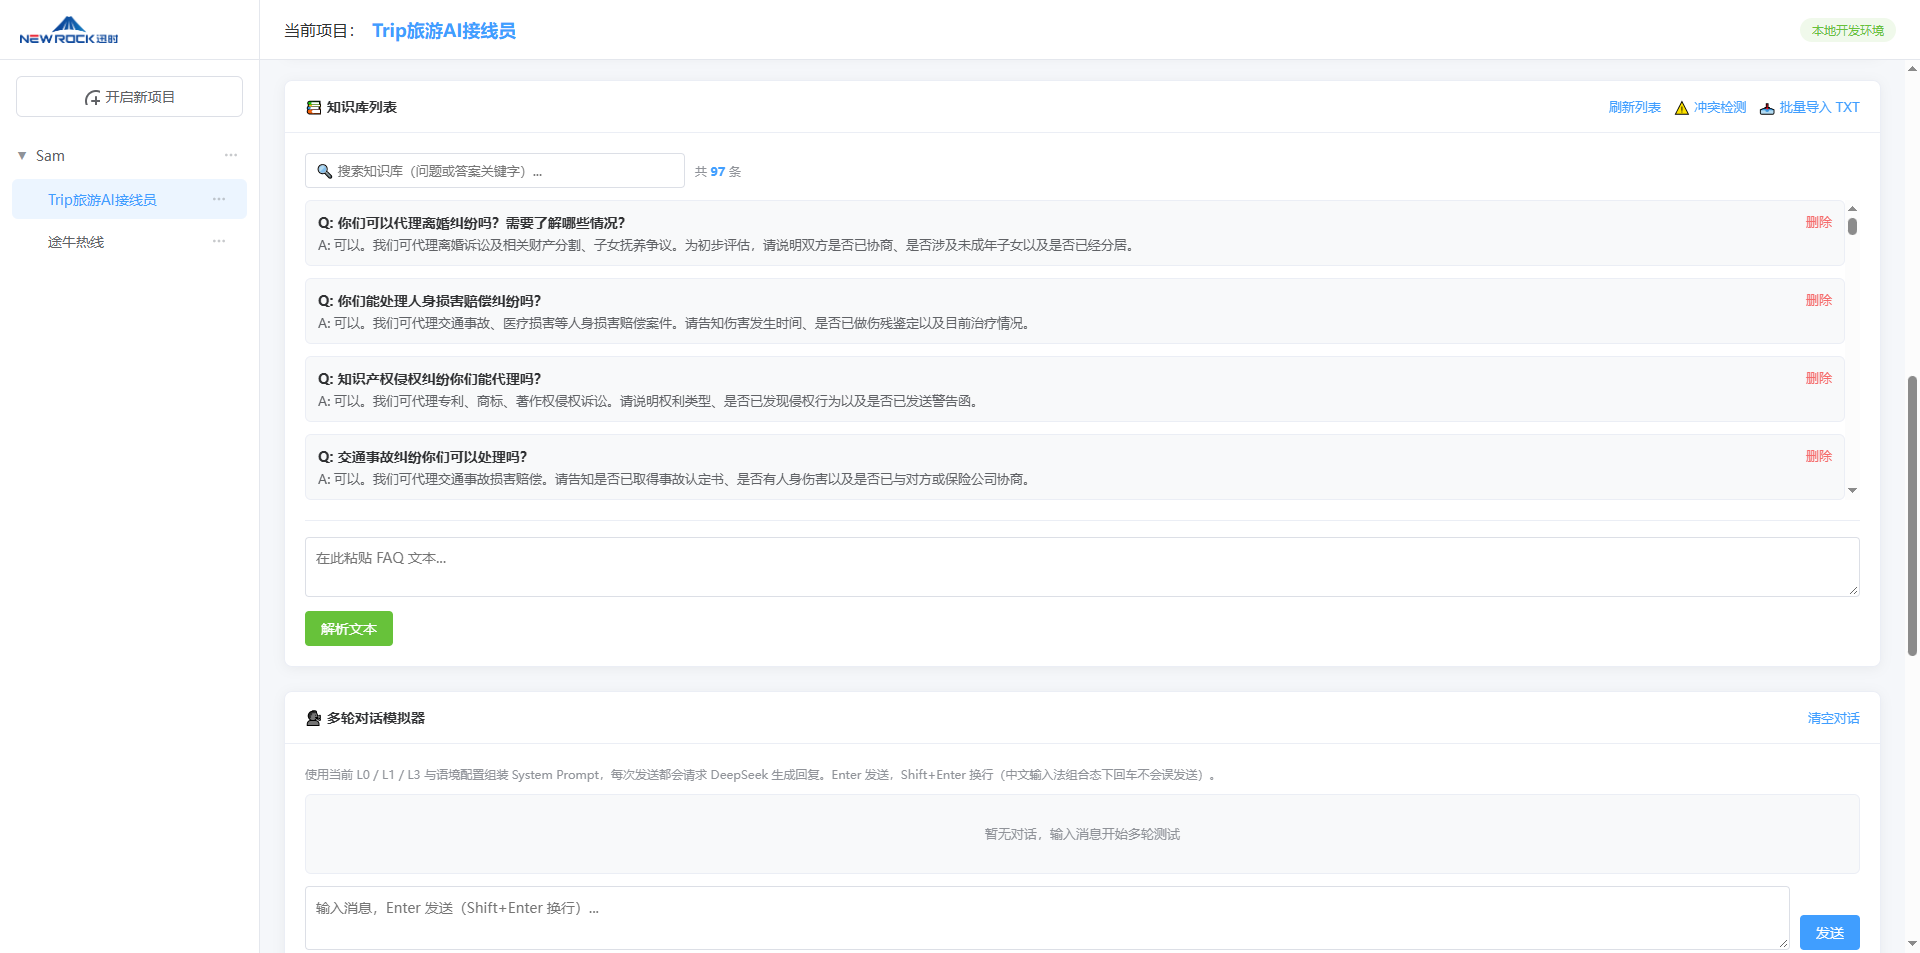 NEWROCK迅时
当前项目： Trip旅游AI接线员
本地开发环境
开启新项目
▼ Sam ···
Trip旅游AI接线员 ···
途牛热线 ···
知识库列表
刷新列表 冲突检测 批量导入 TXT
搜索知识库（问题或答案关键字）...
共 97 条
Q: 你们可以代理离婚纠纷吗？需要了解哪些情况？
删除
A: 可以。我们可代理离婚诉讼及相关财产分割、子女抚养争议。为初步评估，请说明双方是否已协商、是否涉及未成年子女以及是否已经分居。
Q: 你们能处理人身损害赔偿纠纷吗？
删除
A: 可以。我们可代理交通事故、医疗损害等人身损害赔偿案件。请告知伤害发生时间、是否已做伤残鉴定以及目前治疗情况。
Q: 知识产权侵权纠纷你们能代理吗？
删除
A: 可以。我们可代理专利、商标、著作权侵权诉讼。请说明权利类型、是否已发现侵权行为以及是否已发送警告函。
Q: 交通事故纠纷你们可以处理吗？
删除
A: 可以。我们可代理交通事故损害赔偿。请告知是否已取得事故认定书、是否有人身伤害以及是否已与对方或保险公司协商。
在此粘贴 FAQ 文本...
解析文本
多轮对话模拟器
清空对话
使用当前 L0 / L1 / L3 与语境配置组装 System Prompt，每次发送都会请求 DeepSeek 生成回复。Enter 发送，Shift+Enter 换行（中文输入法组合态下回车不会误发送）。
暂无对话，输入消息开始多轮测试
输入消息，Enter 发送（Shift+Enter 换行）...
发送